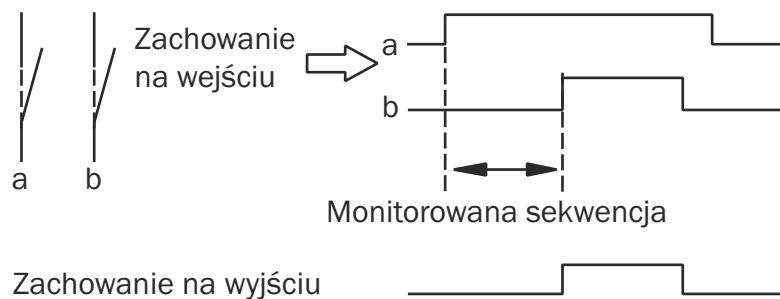 Zachowanie
na wejściu
a
b
a
b
Monitorowana sekwencja
Zachowanie na wyjściu